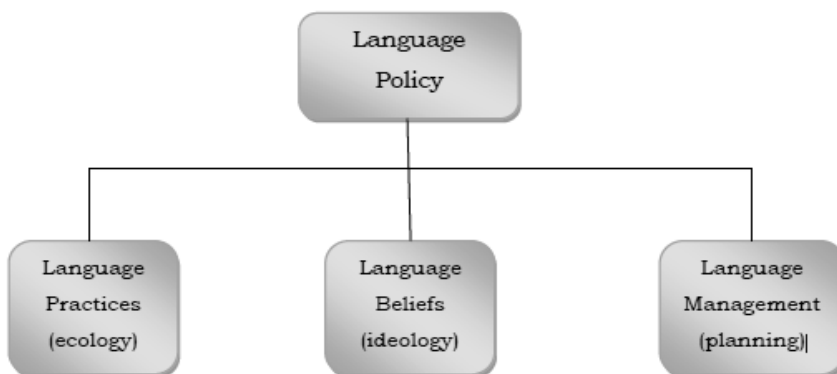 Language
Policy
Language
Practices
(ecology)
Language
Beliefs
(ideology)
Language
Management
(planning)